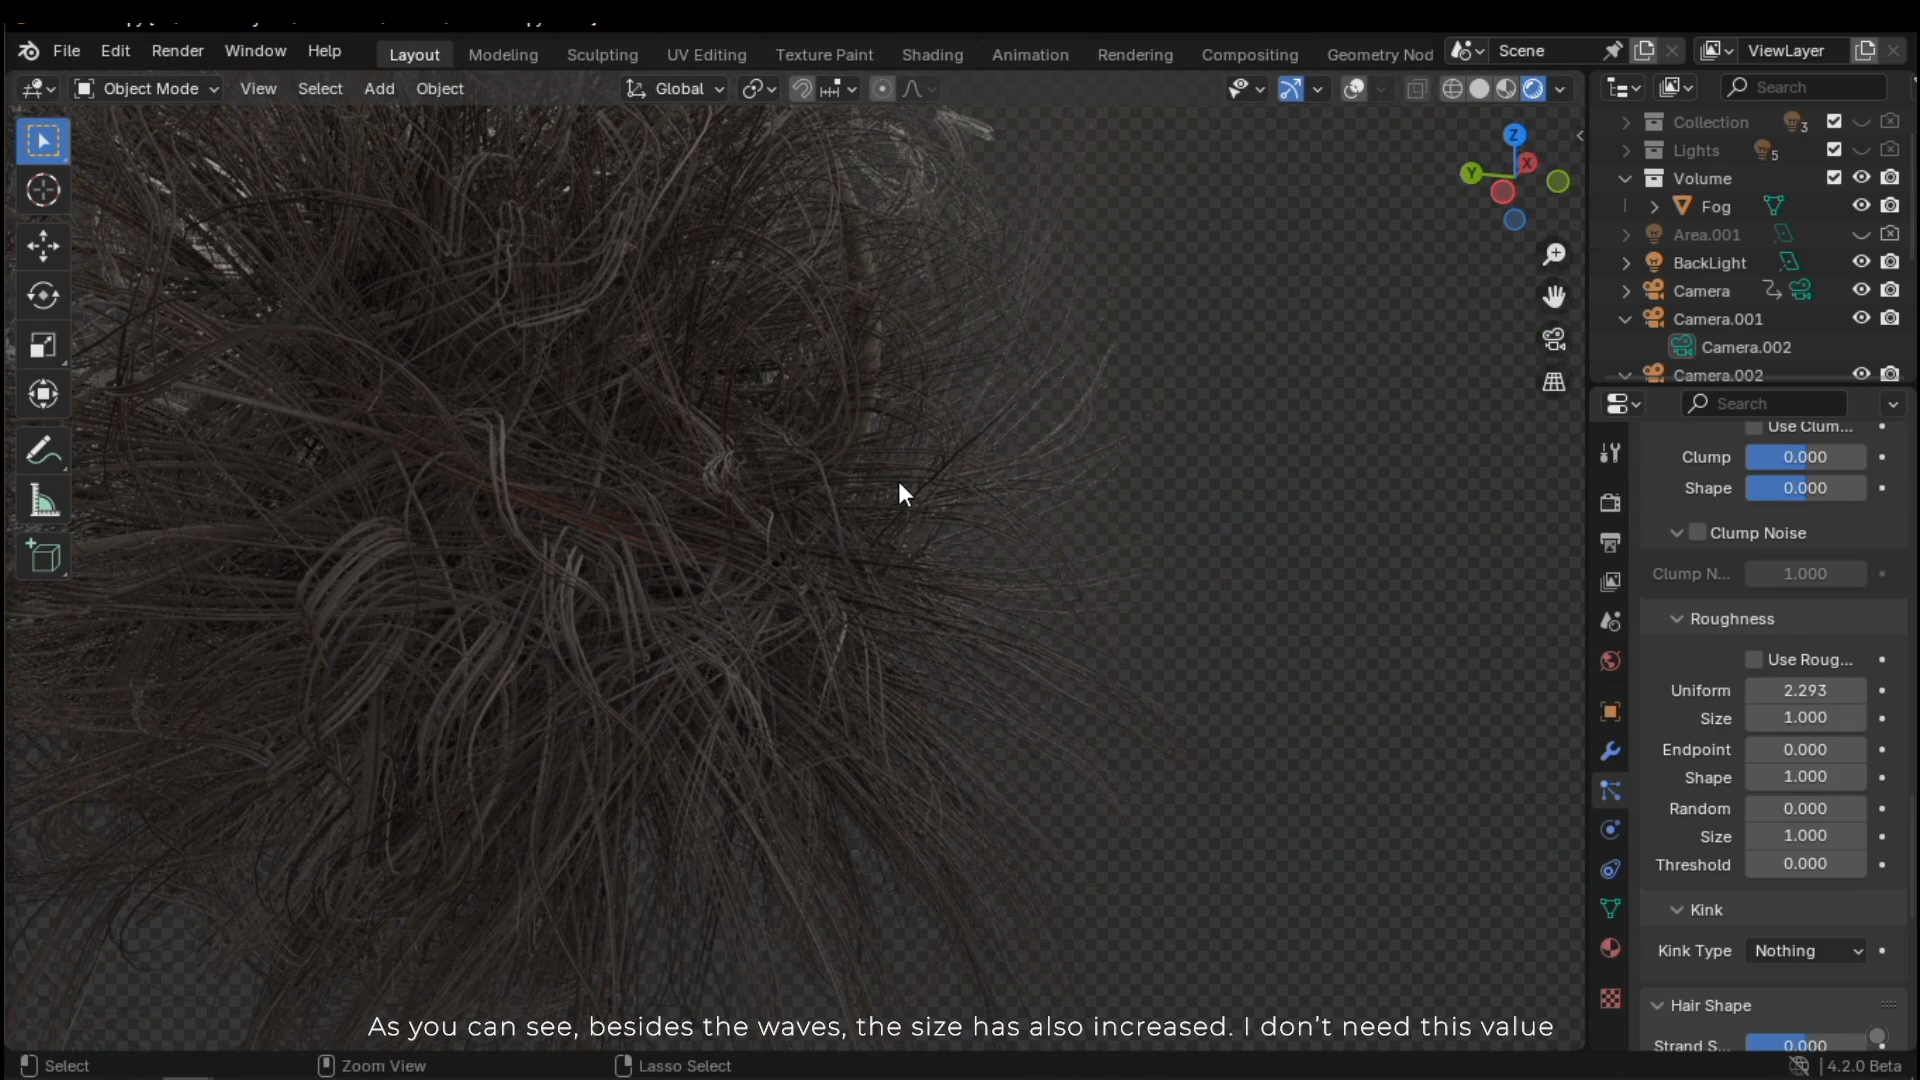 File Edit Render Window Help Layout Modeling Sculpting UV Editing Texture Paint Shading Animation Rendering Compositing Geometry Nod Scene ViewLayer
Object Mode View Select Add Object Global Search
Collection 3
Lights 5
Volume
Fog
Area.001
BackLight
Camera
Camera.001
Camera.002
Camera.002
Z
Y
X
Search
Use Clum...
Clump 0.000
Shape 0.000
Clump Noise
Clump N... 1.000
Roughness
Use Roug...
Uniform 2.293
Size 1.000
Endpoint 0.000
Shape 1.000
Random 0.000
Size 1.000
Threshold 0.000
Kink
Kink Type Nothing
Hair Shape
Strand S... 0.000
As you can see, besides the waves, the size has also increased. I don't need this value
Select Zoom View Lasso Select 4.2.0 Beta